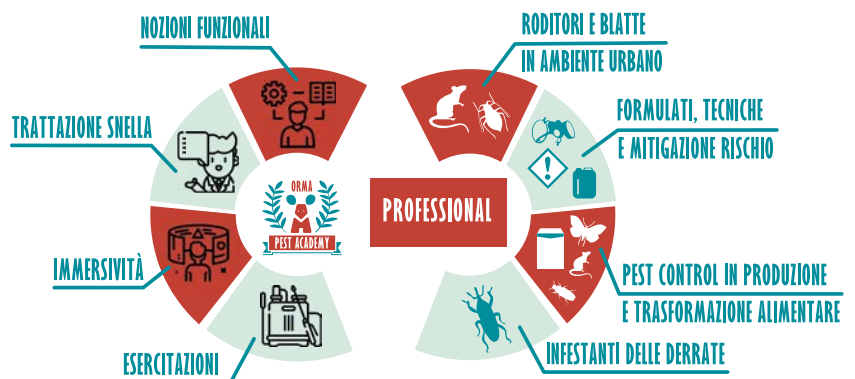 NOZIONI FUNZIONALI
TRATTAZIONE SNELLA
IMMERSIVITÀ
ESERCITAZIONI
ORMA
PEST ACADEMY
PROFESSIONAL
RODITORI E BLATTE
IN AMBIENTE URBANO
FORMULATI, TECNICHE
E MITIGAZIONE RISCHIO
PEST CONTROL IN PRODUZIONE
E TRASFORMAZIONE ALIMENTARE
INFESTANTI DELLE DERRATE